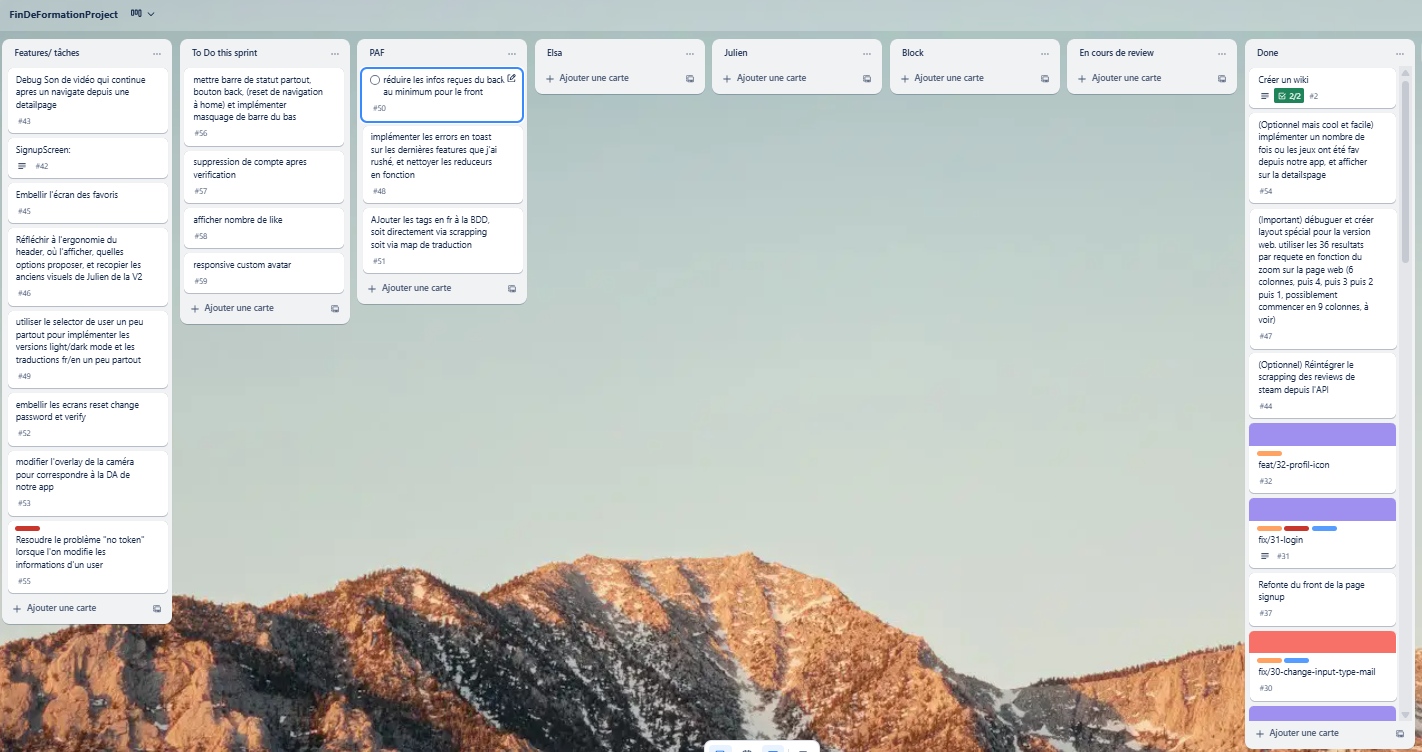 FinDeFormationProject
Features/ tâches
Debug Son de vidéo qui continue
apres un navigate depuis une
detailpage
#43
SignupScreen:
#42
Embellir l'écran des favoris
#45
Réfléchir à l'ergonomie du
header, où l'afficher, quelles
options proposer, et recopier les
anciens visuels de Julien de la V2
#46
utiliser le selector de user un peu
partout pour implémenter les
versions light/dark mode et les
traductions fr/en un peu partout
#49
embellir les ecrans reset change
password et verify
#52
modifier l'overlay de la caméra
pour correspondre à la DA de
notre app
#53
Resoudre le problème "no token"
lorsque l'on modifie les
informations d'un user
#55
Ajouter une carte
To Do this sprint
mettre barre de statut partout,
bouton back, (reset de navigation
à home) et implémenter
masquage de barre du bas
#56
suppression de compte apres
verification
#57
afficher nombre de like
#58
responsive custom avatar
#59
Ajouter une carte
PAF
réduire les infos reçues du back
au minimum pour le front
#50
implémenter les errors en toast
sur les dernières features que j'ai
rushé, et nettoyer les reduceurs
en fonction
#48
AJouter les tags en fr à la BDD,
soit directement via scrapping
soit via map de traduction
#51
Ajouter une carte
Elsa
Ajouter une carte
Julien
Ajouter une carte
Block
Ajouter une carte
En cours de review
Ajouter une carte
Done
Créer un wiki
2/2 #2
(Optionnel mais cool et facile)
implémenter un nombre de
fois ou les jeux ont été fav
depuis notre app, et afficher
sur la detailspage
#54
(Important) débuguer et créer
layout spécial pour la version
web. utiliser les 36 resultats
par requete en fonction du
zoom sur la page web (6
colonnes, puis 4, puis 3 puis 2
puis 1, possiblement
commencer en 9 colonnes, à
voir)
#47
(Optionnel) Réintégrer le
scrapping des reviews de
steam depuis l'API
#44
feat/32-profil-icon
#32
fix/31-login
#31
Refonte du front de la page
signup
#37
fix/30-change-input-type-mail
#30
Ajouter une carte